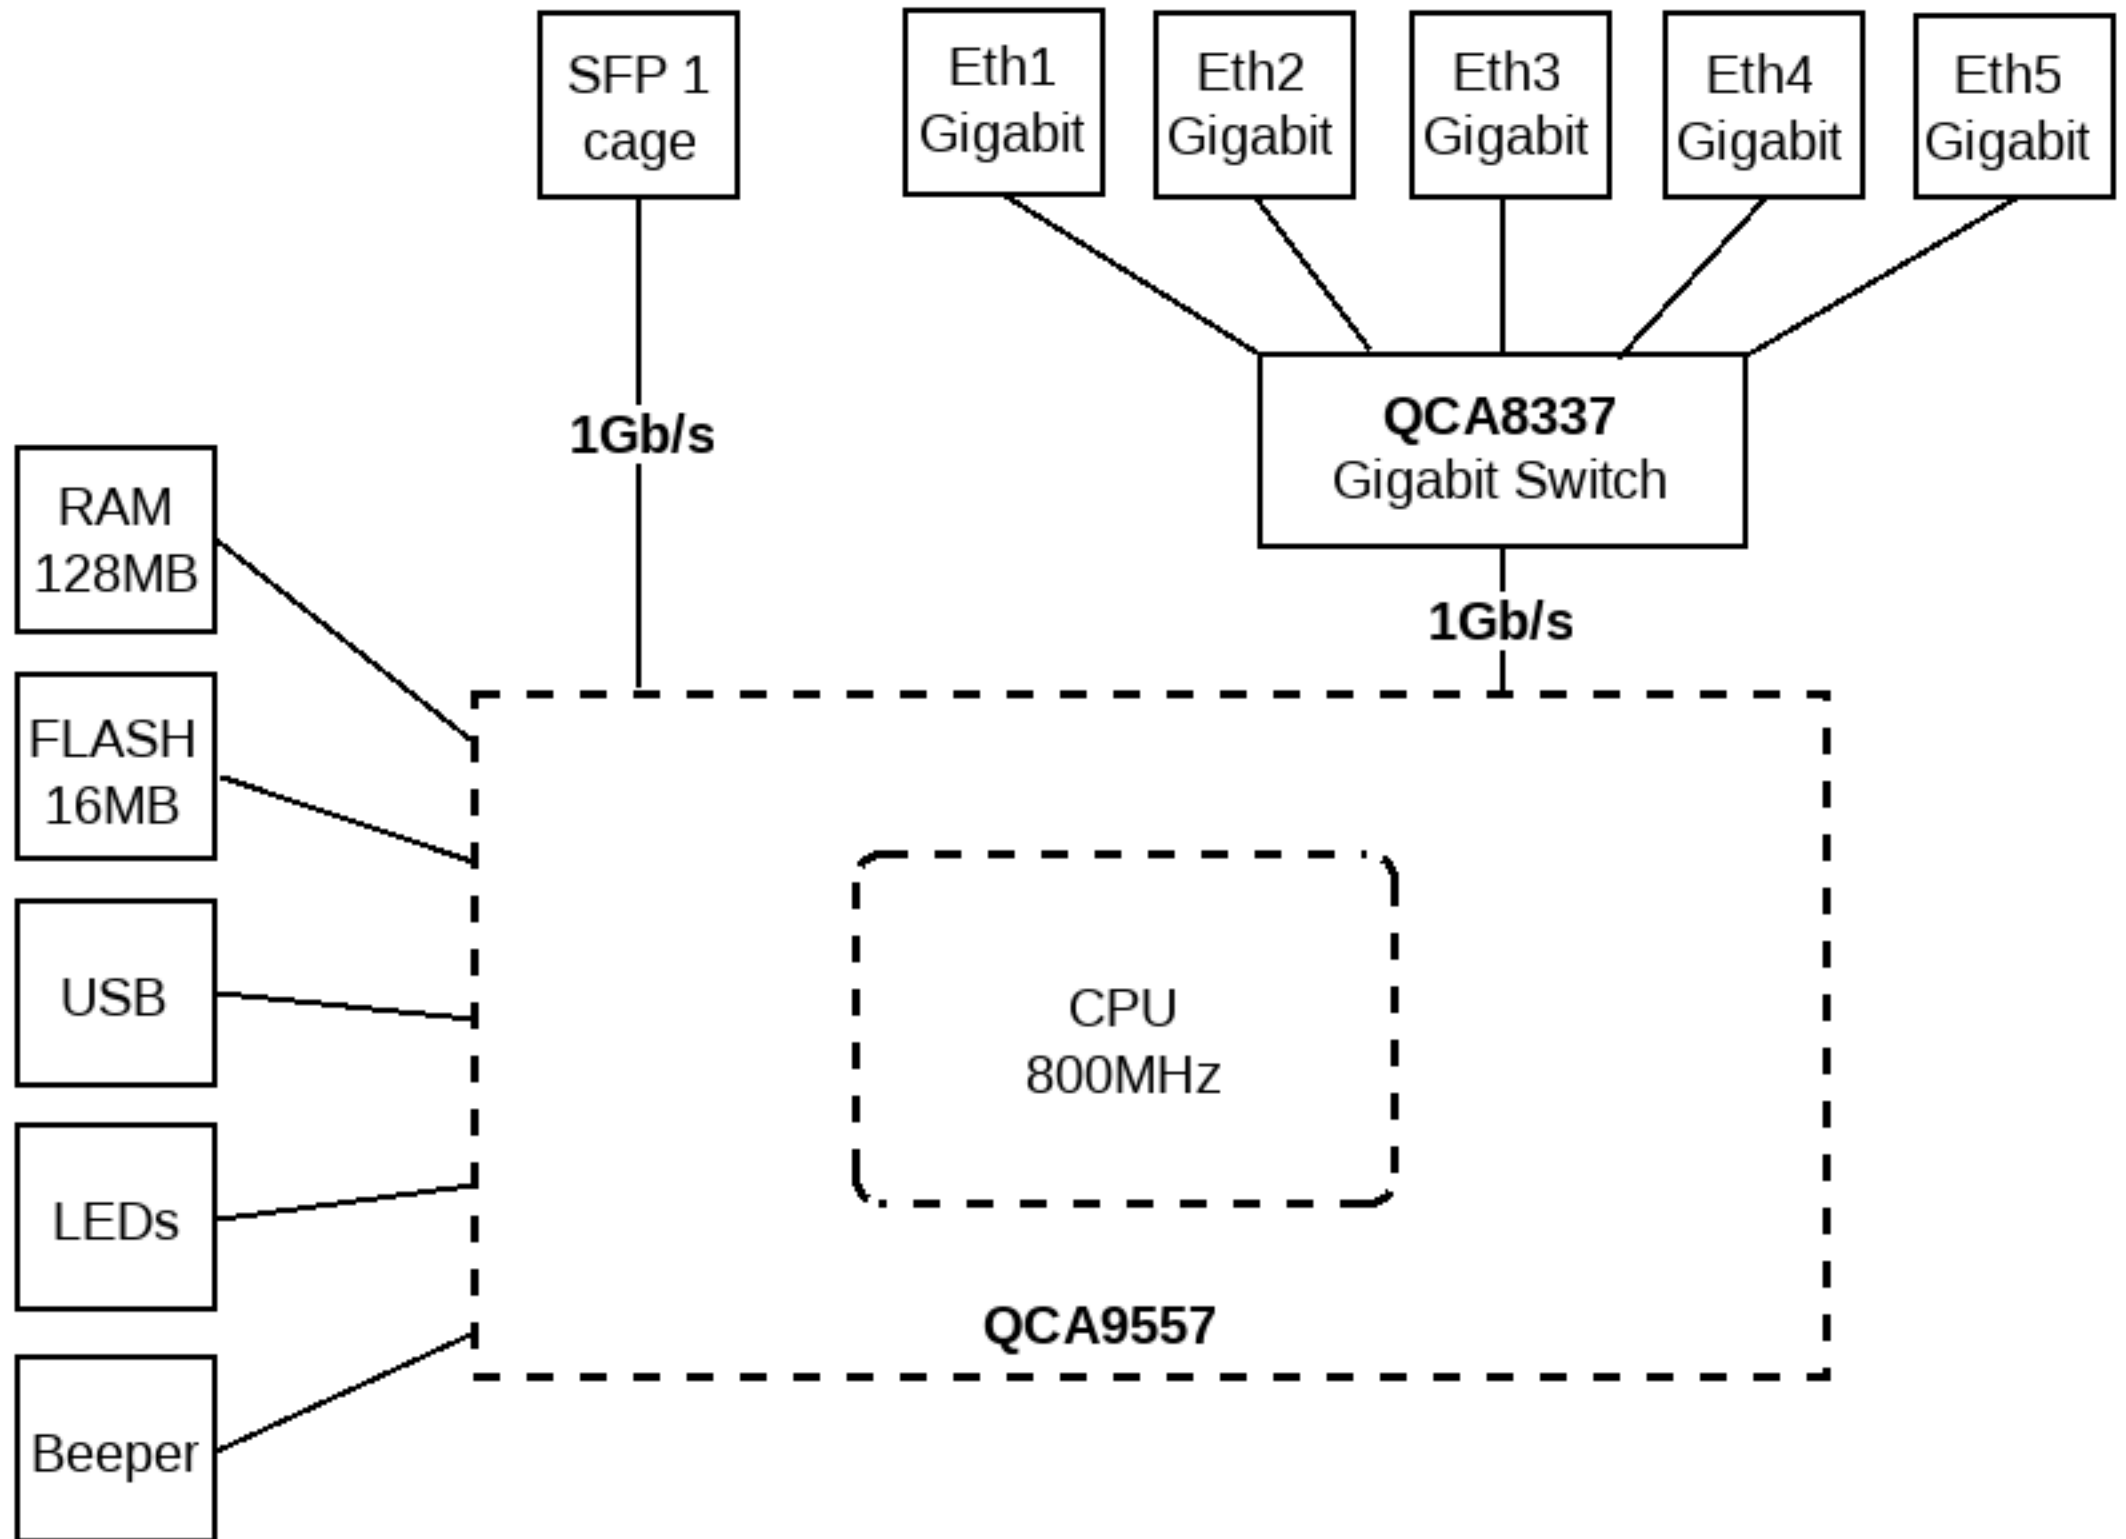 SFP 1
cage
Eth1
Gigabit
Eth2
Gigabit
Eth3
Gigabit
Eth4
Gigabit
Eth5
Gigabit
1Gb/s
QCA8337
Gigabit Switch
1Gb/s
RAM
128MB
FLASH
16MB
USB
LEDs
Beeper
CPU
800MHz
QCA9557